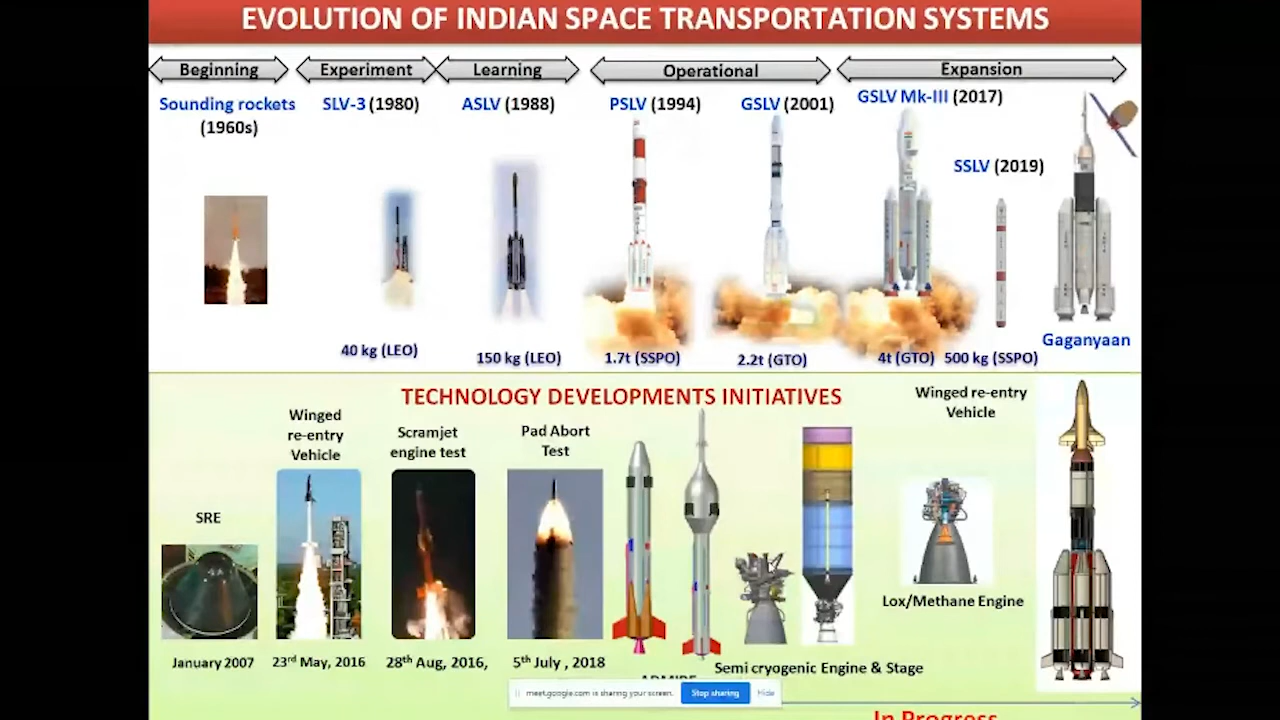 EVOLUTION OF INDIAN SPACE TRANSPORTATION SYSTEMS
Beginning
Experiment
Learning
Operational
Expansion
Sounding rockets
(1960s)
SLV-3 (1980)
ASLV (1988)
PSLV (1994)
GSLV (2001)
GSLV Mk-III (2017)
SSLV (2019)
Gaganyaan
40 kg (LEO)
150 kg (LEO)
1.7t (SSPO)
2.2t (GTO)
4t (GTO)
500 kg (SSPO)
TECHNOLOGY DEVELOPMENTS INITIATIVES
SRE
January 2007
Winged
re-entry
Vehicle
23rd May, 2016
Scramjet
engine test
28th Aug, 2016,
Pad Abort
Test
5th July , 2018
Semi cryogenic Engine & Stage
Lox/Methane Engine
Winged re-entry
Vehicle
meet.google.com is sharing your screen.
Stop sharing
Hide
In Progress